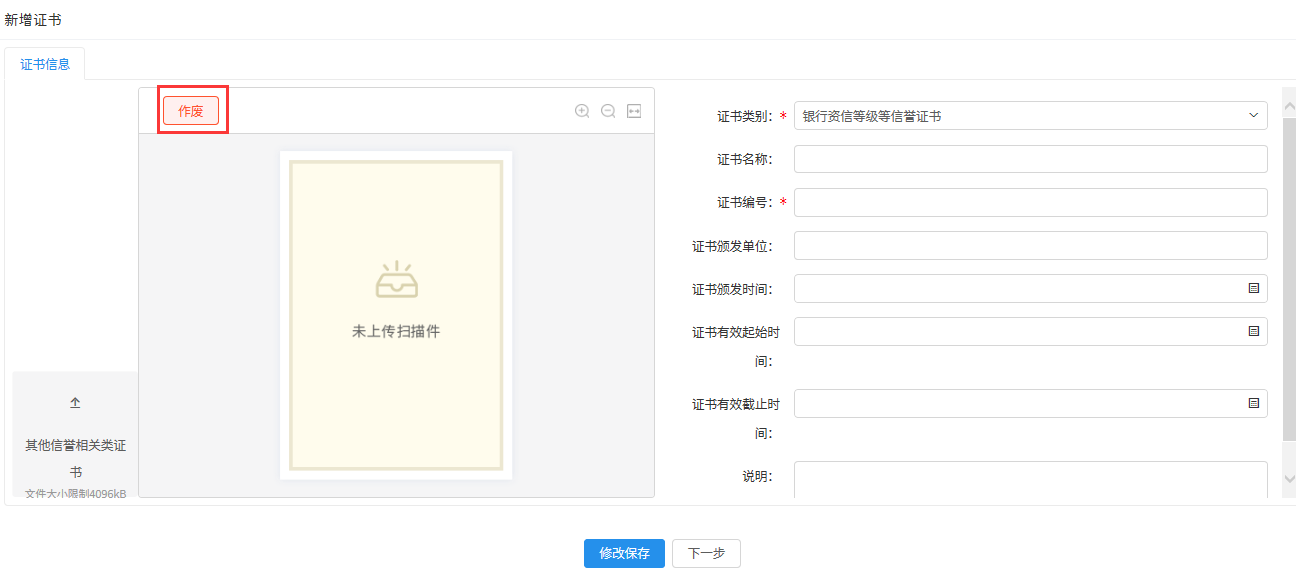 新增证书
证书信息
作废
未上传扫描件
其他信誉相关类证
书
文件大小限制4096kB
证书类别：* 银行资信等级等信誉证书
证书名称：
证书编号：*
证书颁发单位：
证书颁发时间：
证书有效起始时
间：
证书有效截止时
间：
说明：
修改保存 下一步